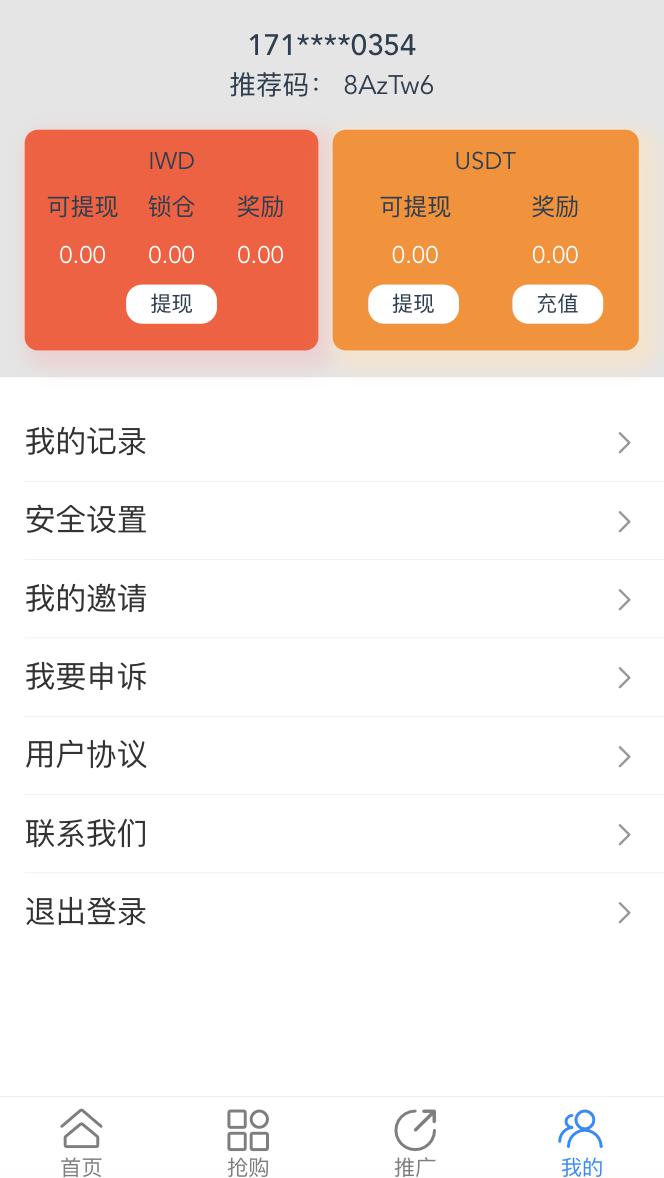 171****0354
推荐码： 8AzTw6
IWD
可提现 锁仓 奖励
0.00 0.00 0.00
提现
USDT
可提现 奖励
0.00 0.00
提现 充值
我的记录
安全设置
我的邀请
我要申诉
用户协议
联系我们
退出登录
首页 抢购 推广 我的